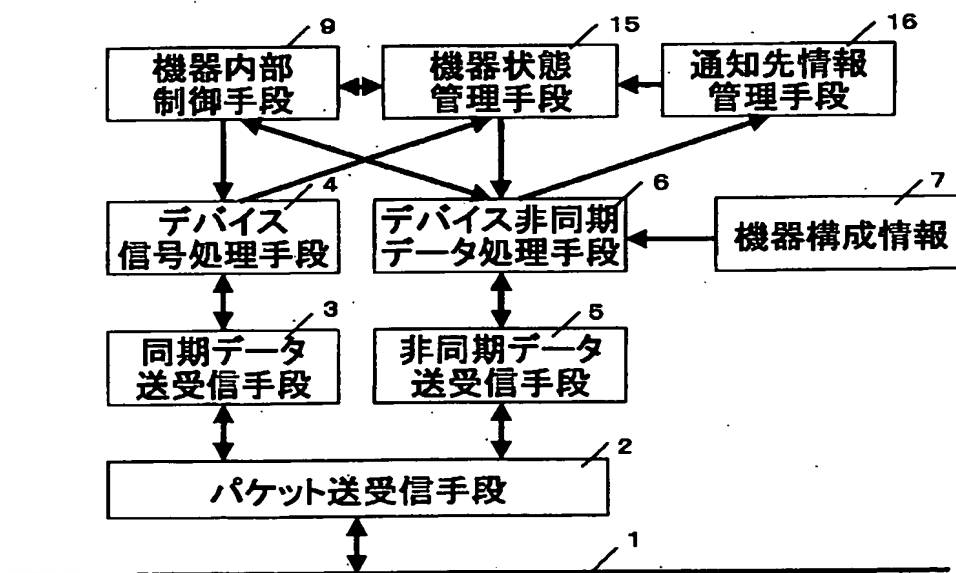 9
15
16
機器内部
制御手段
機器状態
管理手段
通知先情報
管理手段
4
6
7
デバイス
信号処理手段
デバイス非同期
データ処理手段
機器構成情報
3
5
同期データ
送受信手段
非同期データ
送受信手段
2
パケット送受信手段
1